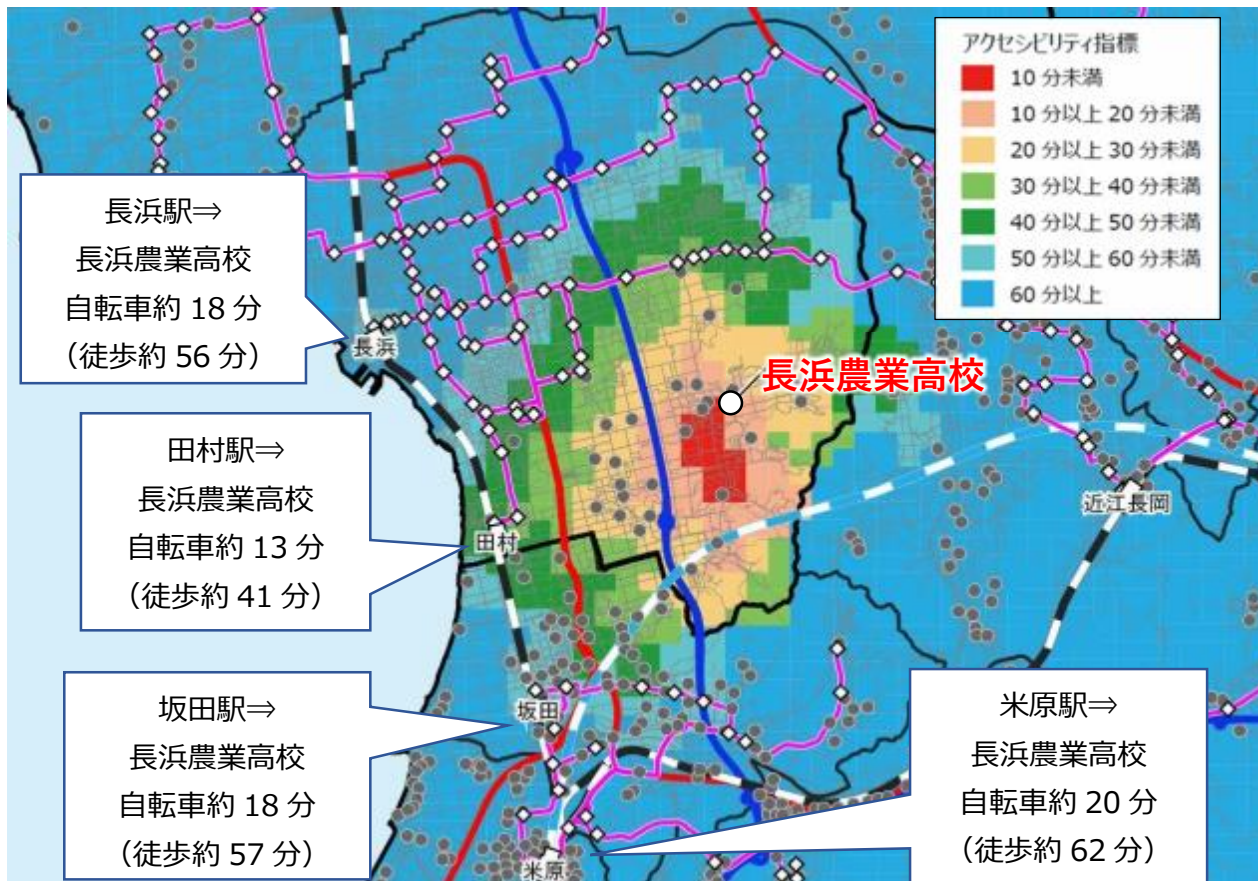 アクセシビリティ指標
10 分未満
10 分以上 20 分未満
20 分以上 30 分未満
30 分以上 40 分未満
40 分以上 50 分未満
50 分以上 60 分未満
60 分以上
長浜駅⇒
長浜農業高校
自転車約 18 分
（徒歩約 56 分）
長浜
長浜農業高校
田村駅⇒
長浜農業高校
自転車約 13 分
（徒歩約 41 分）
田村
近江長岡
坂田駅⇒
長浜農業高校
自転車約 18 分
（徒歩約 57 分）
坂田
米原駅⇒
長浜農業高校
自転車約 20 分
（徒歩約 62 分）
米原